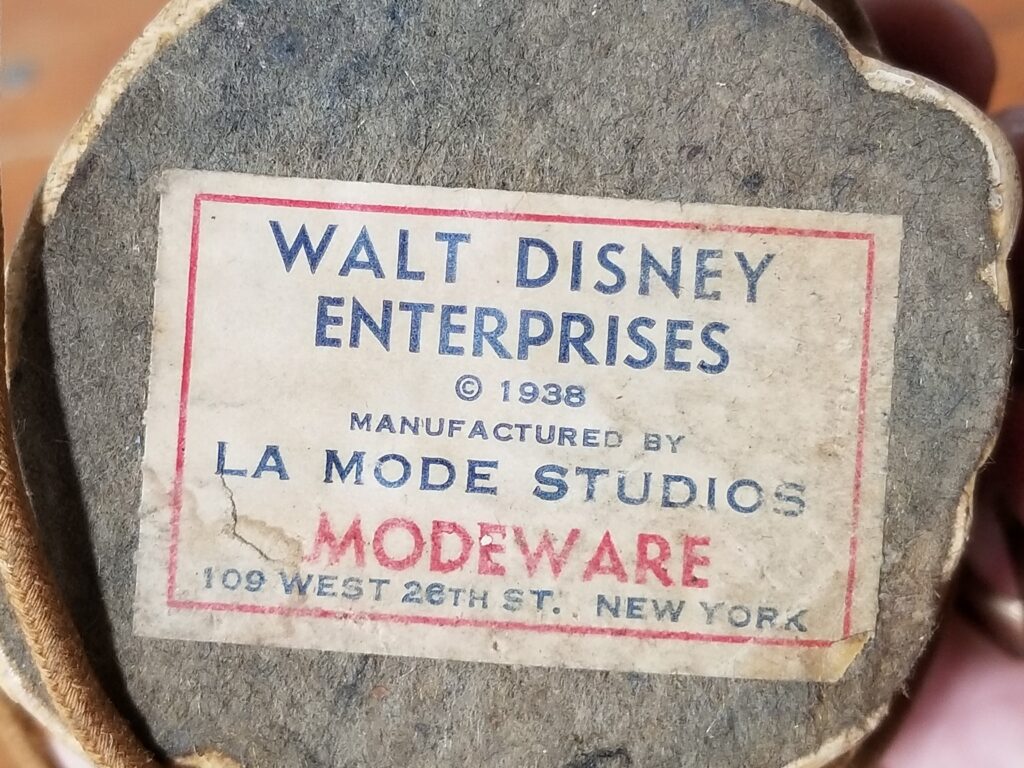 WALT DISNEY
ENTERPRISES
© 1938
MANUFACTURED BY
LA MODE STUDIOS
MODEWARE
109 WEST 26TH ST. NEW YORK